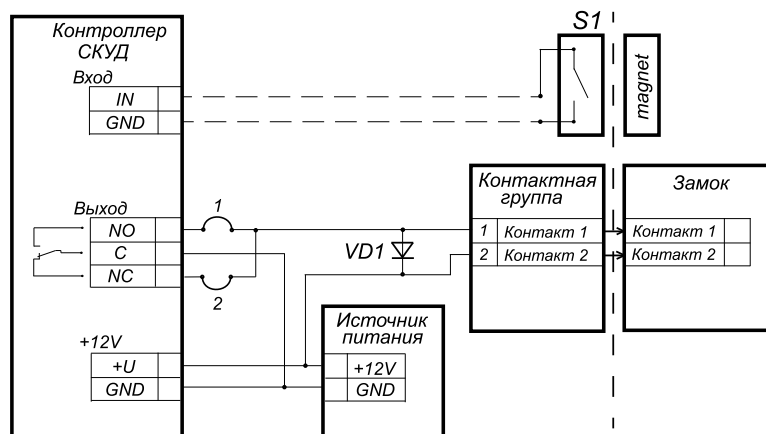 Контроллер
СКУД
Вход
IN
GND
S1
magnet
Выход
NO
C
NC
1
2
VD1
Контактная
группа
1 Контакт 1
2 Контакт 2
Замок
Контакт 1
Контакт 2
+12V
+U
GND
Источник
питания
+12V
GND